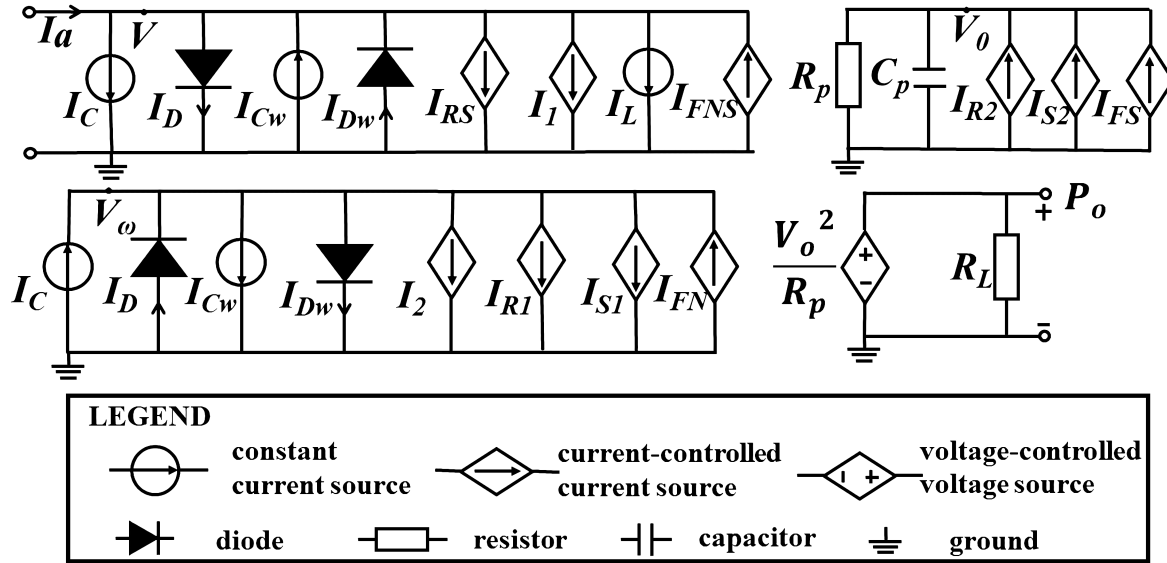 Ia V
I_C I_D I_Cw I_Dw I_RS I_1 I_L I_FNS
V_0
R_p C_p I_R2 I_S2 I_FS
V_ω
I_C I_D I_Cw I_Dw I_2 I_R1 I_S1 I_FN
V_o^2
R_p
+ −
R_L
+ P_o
-
LEGEND
constant current source
current-controlled current source
voltage-controlled voltage source
diode resistor capacitor ground